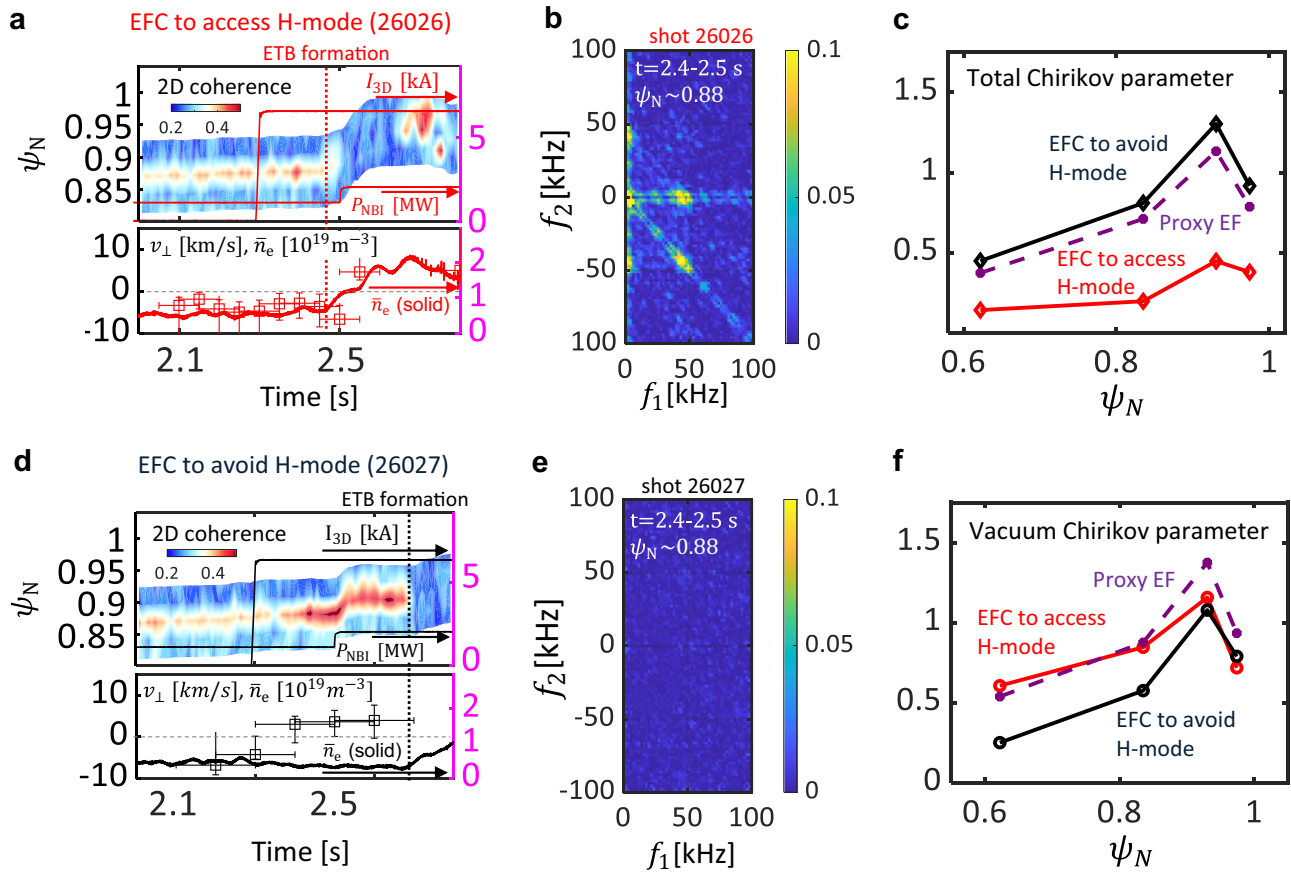 a
EFC to access H-mode (26026)
ETB formation
2D coherence
0.2 0.4
I3D [kA]
PNBI [MW]
ψN
1
0.95
0.9
0.85
5
0
v⊥ [km/s], n̄e [10¹⁹m⁻³]
n̄e (solid)
10
0
-10
2
1
0
2.1 2.5
Time [s]
b
shot 26026
t=2.4-2.5 s
ψN~0.88
f2[kHz]
100
50
0
-50
-100
0 50 100
f1[kHz]
0.1
0.05
0
c
Total Chirikov parameter
EFC to avoid
H-mode
Proxy EF
EFC to access
H-mode
1.5
1
0.5
0.6 0.8 1
ψN
d
EFC to avoid H-mode (26027)
ETB formation
2D coherence
0.2 0.4
I3D [kA]
PNBI [MW]
ψN
1
0.95
0.9
0.85
5
0
v⊥ [km/s], n̄e [10¹⁹m⁻³]
n̄e (solid)
10
0
-10
2
1
0
2.1 2.5
Time [s]
e
shot 26027
t=2.4-2.5 s
ψN~0.88
f2[kHz]
100
50
0
-50
-100
0 50 100
f1[kHz]
0.1
0.05
0
f
Vacuum Chirikov parameter
Proxy EF
EFC to access
H-mode
EFC to avoid
H-mode
1.5
1
0.5
0
0.6 0.8 1
ψN